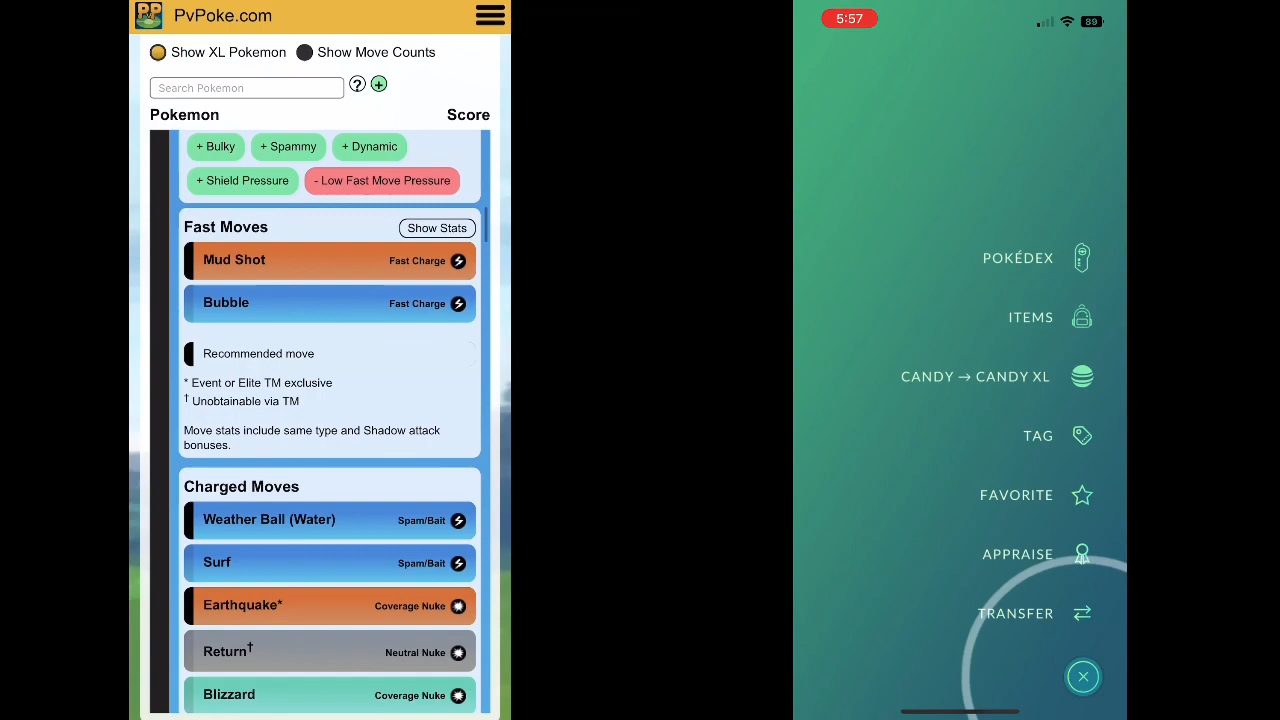 PvPoke.com
Show XL Pokemon Show Move Counts
Search Pokemon ? +
Pokemon Score
+ Bulky + Spammy + Dynamic
+ Shield Pressure - Low Fast Move Pressure
Fast Moves Show Stats
Mud Shot Fast Charge
Bubble Fast Charge
Recommended move
* Event or Elite TM exclusive
† Unobtainable via TM
Move stats include same type and Shadow attack
bonuses.
Charged Moves
Weather Ball (Water) Spam/Bait
Surf Spam/Bait
Earthquake* Coverage Nuke
Return† Neutral Nuke
Blizzard Coverage Nuke
5:57 89
POKÉDEX
ITEMS
CANDY → CANDY XL
TAG
FAVORITE
APPRAISE
TRANSFER